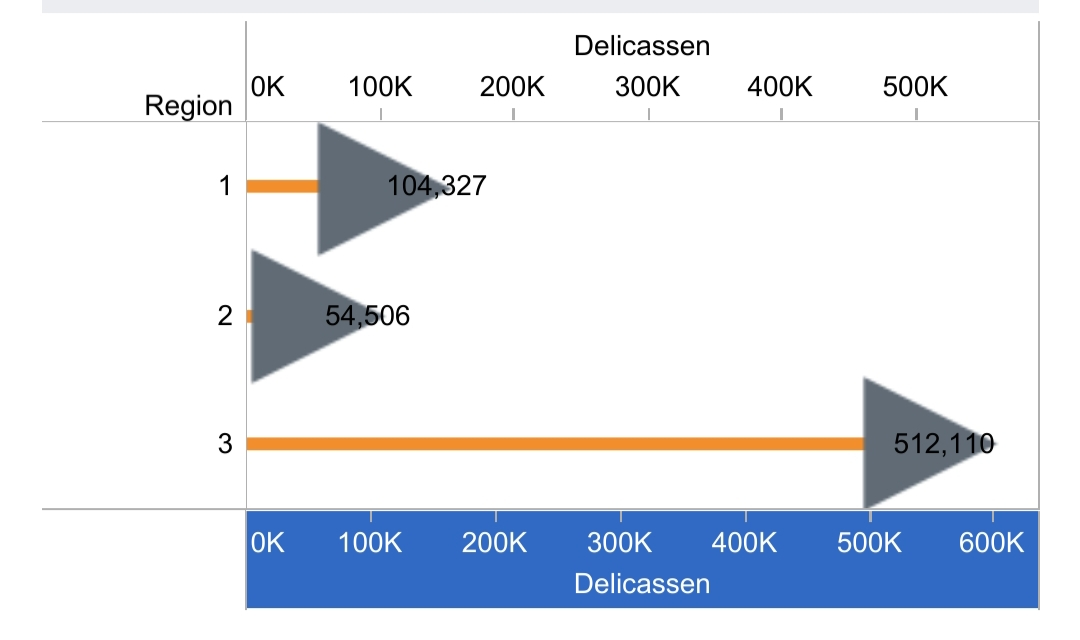 Delicassen
0K 100K 200K 300K 400K 500K
Region
1 104,327
2 54,506
3 512,110
0K 100K 200K 300K 400K 500K 600K
Delicassen